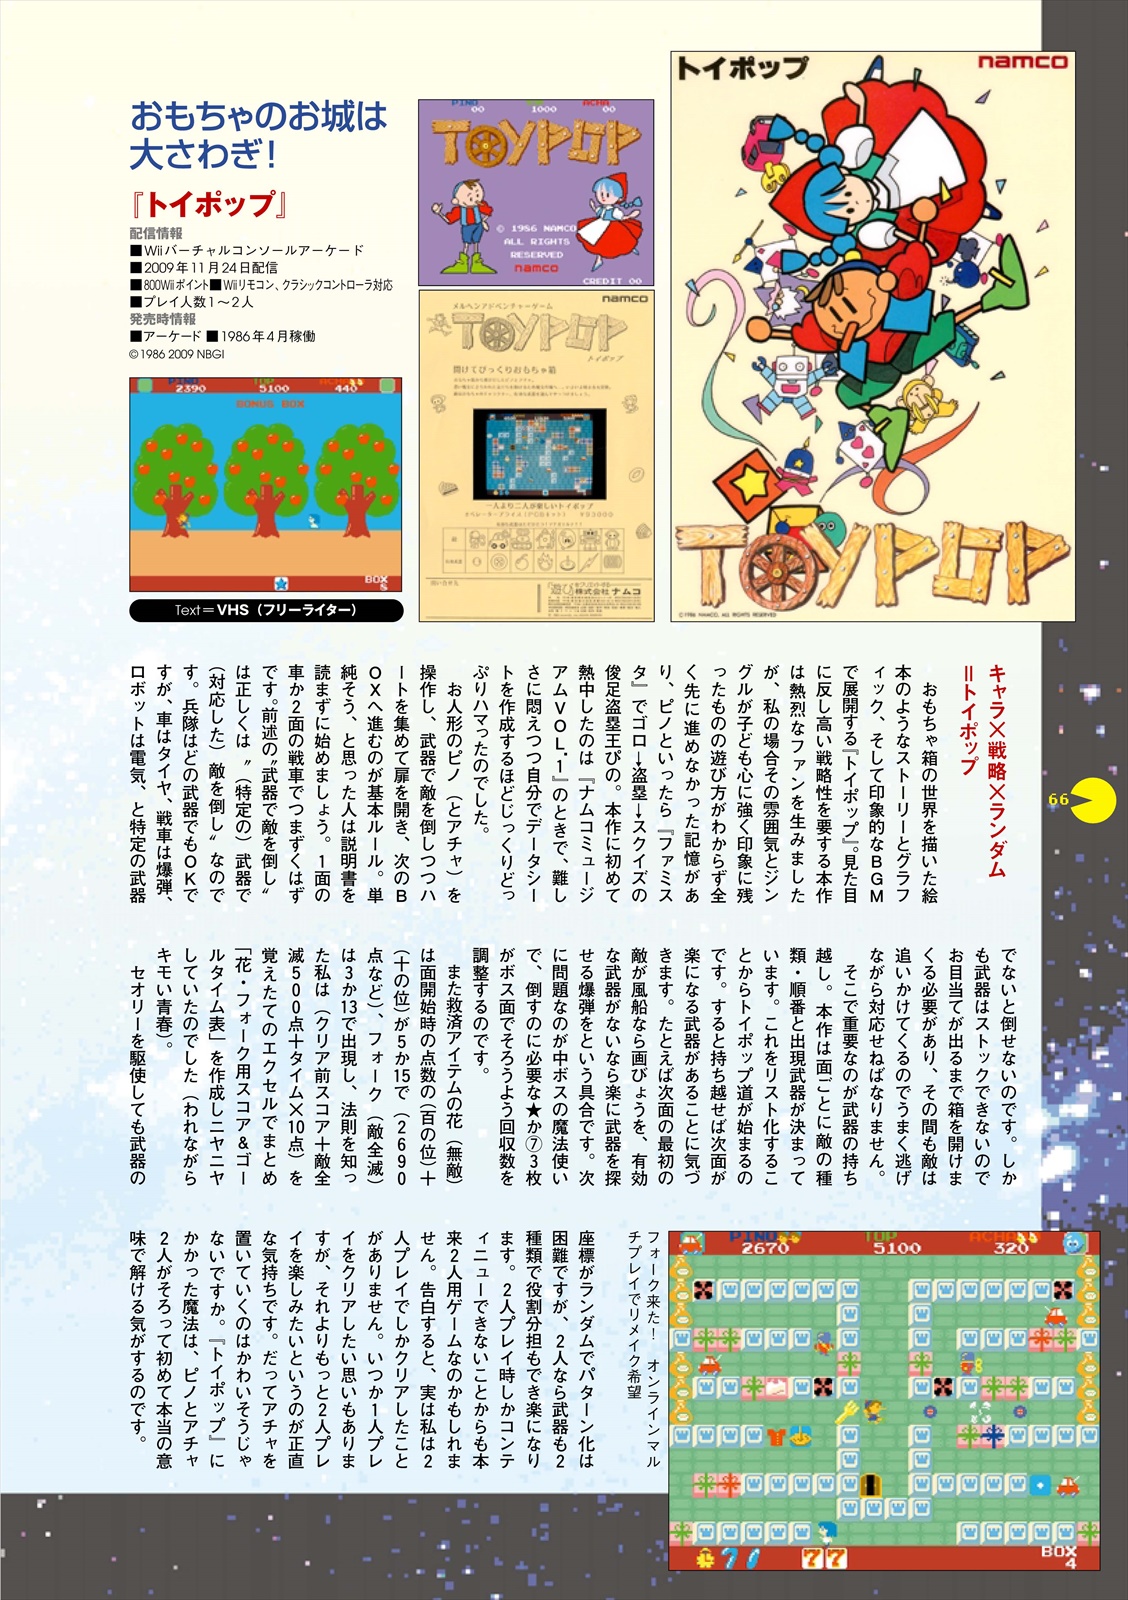 おもちゃのお城は
大さわぎ！
『トイポップ』
配信情報
■Wiiバーチャルコンソールアーケード
■2009年11月24日配信
■800Wiiポイント■Wiiリモコン、クラシックコントローラ対応
■プレイ人数1～2人
発売時情報
■アーケード ■1986年4月稼働
©1986 2009 NBGI
PINO TOP ACHA
00 1000 00
TOYPOP
© 1986 NAMCO
ALL RIGHTS
RESERVED
namco
CREDIT 00
トイポップ
namco
TOYPOP
©1986 NAMCO, ALL RIGHTS RESERVED
namco
メルヘンアドベンチャーゲーム
TOYPOP
トイポップ
開けてびっくりおもちゃ箱
一人より二人が楽しいトイポップ
株式会社ナムコ
PINO TOP ACHA
2390 5100 440
BONUS BOX
BOX
5
Text＝VHS（フリーライター）
キャラ×戦略×ランダム
＝トイポップ
おもちゃ箱の世界を描いた絵
本のようなストーリーとグラフ
ィック、そして印象的なBGM
で展開する『トイポップ』。見た目
に反し高い戦略性を要する本作
は熱烈なファンを生みました
が、私の場合その雰囲気とジン
グルが子ども心に強く印象に残
ったものの遊び方がわからず全
く先に進めなかった記憶があ
り、ピノといったら『ファミス
タ』でゴロ→盗塁→スクイズの
俊足盗塁王ぴの。本作に初めて
熱中したのは『ナムコミュージ
アムVOL.1』のときで、難し
さに悶えつつ自分でデータシー
トを作成するほどじっくりどっ
ぷりハマったのでした。
お人形のピノ（とアチャ）を
操作し、武器で敵を倒しつつハ
ートを集めて扉を開き、次のB
OXへ進むのが基本ルール。単
純そう、と思った人は説明書を
読まずに始めましょう。1面の
車か2面の戦車でつまずくはず
です。前述の〝武器で敵を倒し〟
は正しくは〝（特定の）武器で
（対応した）敵を倒し〟なので
す。兵隊はどの武器でもOKで
すが、車はタイヤ、戦車は爆弾、
ロボットは電気、と特定の武器
でないと倒せないのです。しか
も武器はストックできないので
お目当てが出るまで箱を開けま
くる必要があり、その間も敵は
追いかけてくるのでうまく逃げ
ながら対応せねばなりません。
そこで重要なのが武器の持ち
越し。本作は面ごとに敵の種
類・順番と出現武器が決まって
います。これをリスト化するこ
とからトイポップ道が始まるの
です。すると持ち越せば次面が
楽になる武器があることに気づ
きます。たとえば次面の最初の
敵が風船なら画びょうを、有効
な武器がないなら楽に武器を探
せる爆弾をという具合です。次
に問題なのが中ボスの魔法使い
で、倒すのに必要な★か⑦3枚
がボス面でそろうよう回収数を
調整するのです。
また救済アイテムの花（無敵）
は面開始時の点数の（百の位）＋
（十の位）が5か15で（2690
点など）、フォーク（敵全滅）
は3か13で出現し、法則を知っ
た私は（クリア前スコア＋敵全
滅500点＋タイム×10点）を
覚えたてのエクセルでまとめ
「花・フォーク用スコア＆ゴー
ルタイム表」を作成しニヤニヤ
していたのでした（われながら
キモい青春）。
セオリーを駆使しても武器の
座標がランダムでパターン化は
困難ですが、2人なら武器も2
種類で役割分担もでき楽になり
ます。2人プレイ時しかコンテ
ィニューできないことからも本
来2人用ゲームなのかもしれま
せん。告白すると、実は私は2
人プレイでしかクリアしたこと
がありません。いつか1人プレ
イをクリアしたい思いもありま
すが、それよりもっと2人プレ
イを楽しみたいというのが正直
な気持ちです。だってアチャを
置いていくのはかわいそうじゃ
ないですか。『トイポップ』に
かかった魔法は、ピノとアチャ
2人がそろって初めて本当の意
味で解ける気がするのです。
フォーク来た！ オンラインマル
チプレイでリメイク希望
PINO TOP ACHA
2670 5100 320
7 7
BOX
4
66